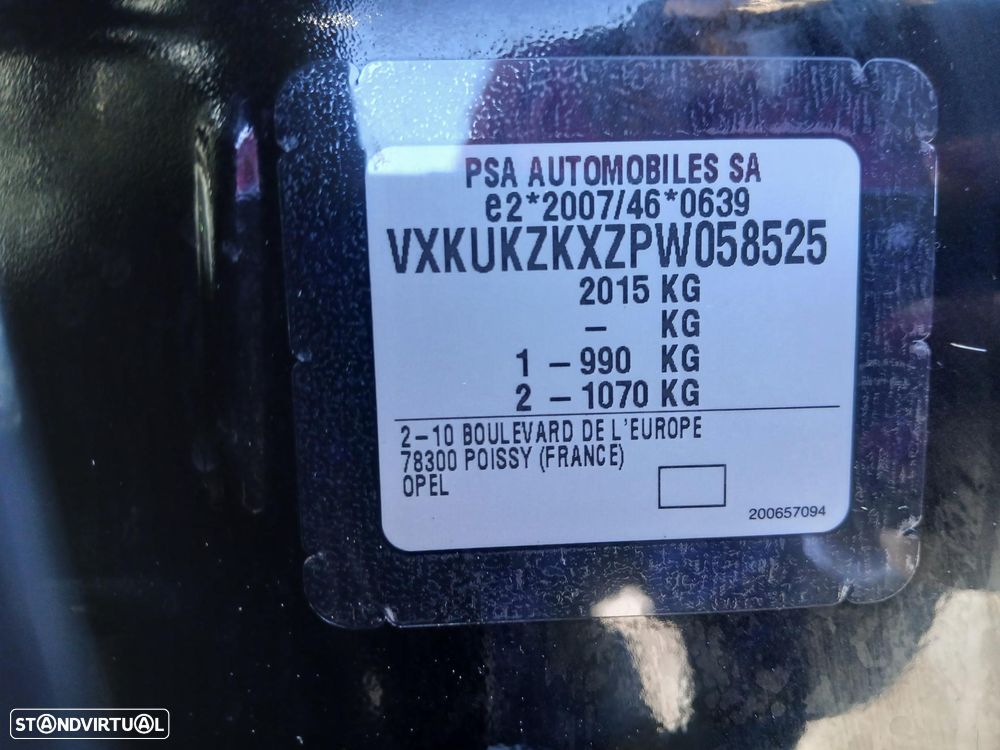 PSA AUTOMOBILES SA
e2*2007/46*0639
VXKUKZKXZPW058525
2015 KG
– KG
1 – 990 KG
2 – 1070 KG
2–10 BOULEVARD DE L'EUROPE
78300 POISSY (FRANCE)
OPEL
200657094
STANDVIRTUAL